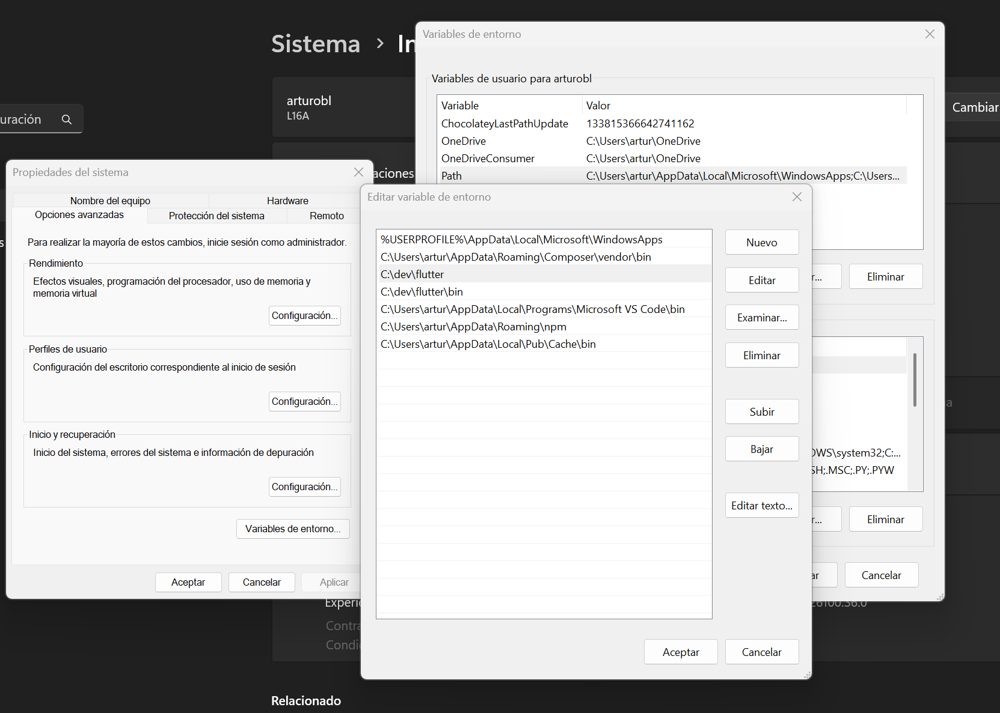 Sistema > In
arturobl
L16A
uración
Cambiar
aciones
Variables de entorno
Variables de usuario para arturobl
Variable Valor
ChocolateyLastPathUpdate 133815366642741162
OneDrive C:\Users\artur\OneDrive
OneDriveConsumer C:\Users\artur\OneDrive
Path C:\Users\artur\AppData\Local\Microsoft\WindowsApps;C:\Users...
r...
Eliminar
OWS\system32;C:...
SH;.MSC;.PY;.PYW
r...
Eliminar
ar
Cancelar
Propiedades del sistema
Nombre del equipo
Hardware
Opciones avanzadas
Protección del sistema
Remoto
Para realizar la mayoría de estos cambios, inicie sesión como administrador.
Rendimiento
Efectos visuales, programación del procesador, uso de memoria y
memoria virtual
Configuración...
Perfiles de usuario
Configuración del escritorio correspondiente al inicio de sesión
Configuración...
Inicio y recuperación
Inicio del sistema, errores del sistema e información de depuración
Configuración...
Variables de entorno...
Aceptar
Cancelar
Aplicar
Editar variable de entorno
%USERPROFILE%\AppData\Local\Microsoft\WindowsApps
C:\Users\artur\AppData\Roaming\Composer\vendor\bin
C:\dev\flutter
C:\dev\flutter\bin
C:\Users\artur\AppData\Local\Programs\Microsoft VS Code\bin
C:\Users\artur\AppData\Roaming\npm
C:\Users\artur\AppData\Local\Pub\Cache\bin
Nuevo
Editar
Examinar...
Eliminar
Subir
Bajar
Editar texto...
Aceptar
Cancelar
Experie
Contra
Condi
Relacionado